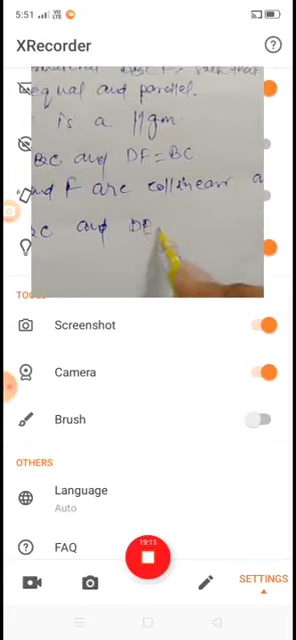 5:51
XRecorder
equal and parallel.
is a ||gm.
BC and DF = BC
and F are collinear a
BC and DE
TOOLS
Screenshot
Camera
Brush
OTHERS
Language
Auto
FAQ
19:13
SETTINGS